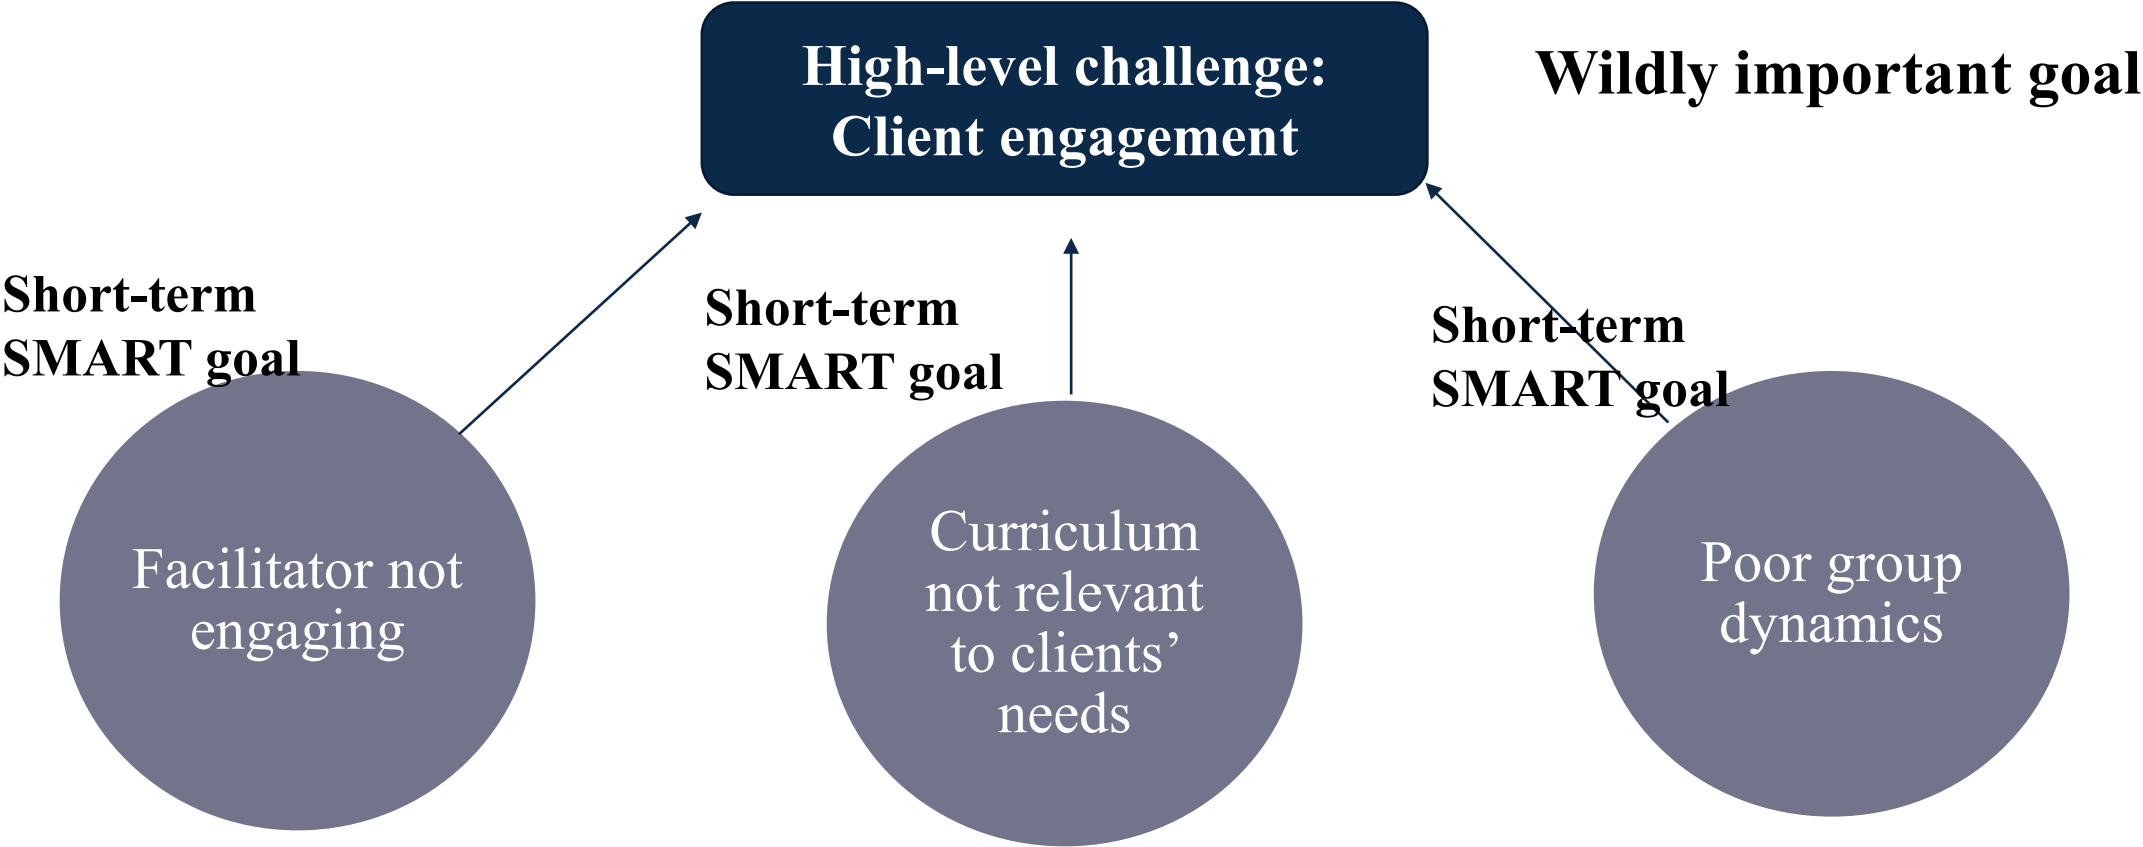 High-level challenge:
Client engagement
Wildly important goal
Short-term
SMART goal
Short-term
SMART goal
Short-term
SMART goal
Facilitator not
engaging
Curriculum
not relevant
to clients’
needs
Poor group
dynamics